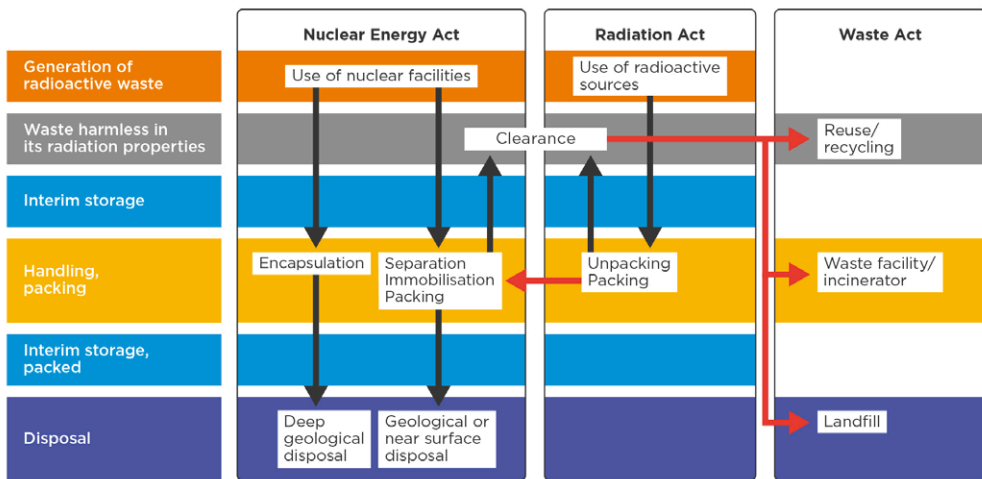 Nuclear Energy Act
Radiation Act
Waste Act
Generation of
radioactive waste
Use of nuclear facilities
Use of radioactive
sources
Waste harmless in
its radiation properties
Clearance
Reuse/
recycling
Interim storage
Handling,
packing
Encapsulation
Separation
Immobilisation
Packing
Unpacking
Packing
Waste facility/
incinerator
Interim storage,
packed
Disposal
Deep
geological
disposal
Geological or
near surface
disposal
Landfill